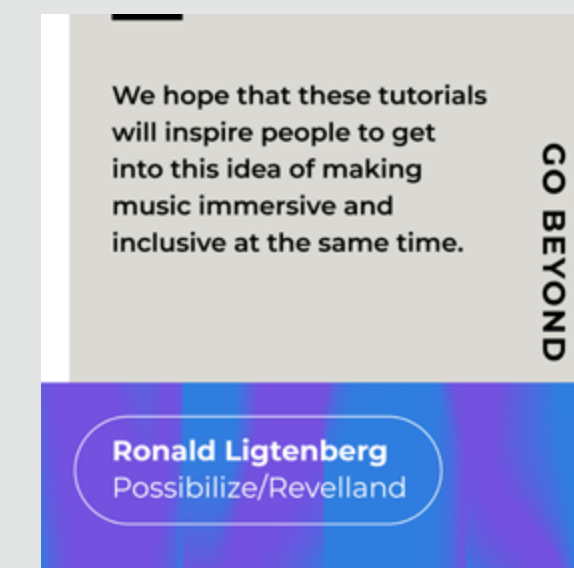 We hope that these tutorials
will inspire people to get
into this idea of making
music immersive and
inclusive at the same time.
GO BEYOND
Ronald Ligtenberg
Possibilize/Revelland